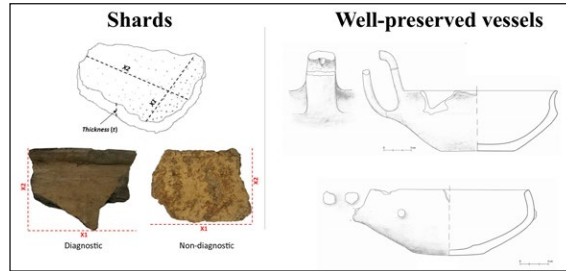 Shards
Well-preserved vessels
X2
X1
Thickness (t)
X2
X1
X2
X1
Diagnostic
Non-diagnostic